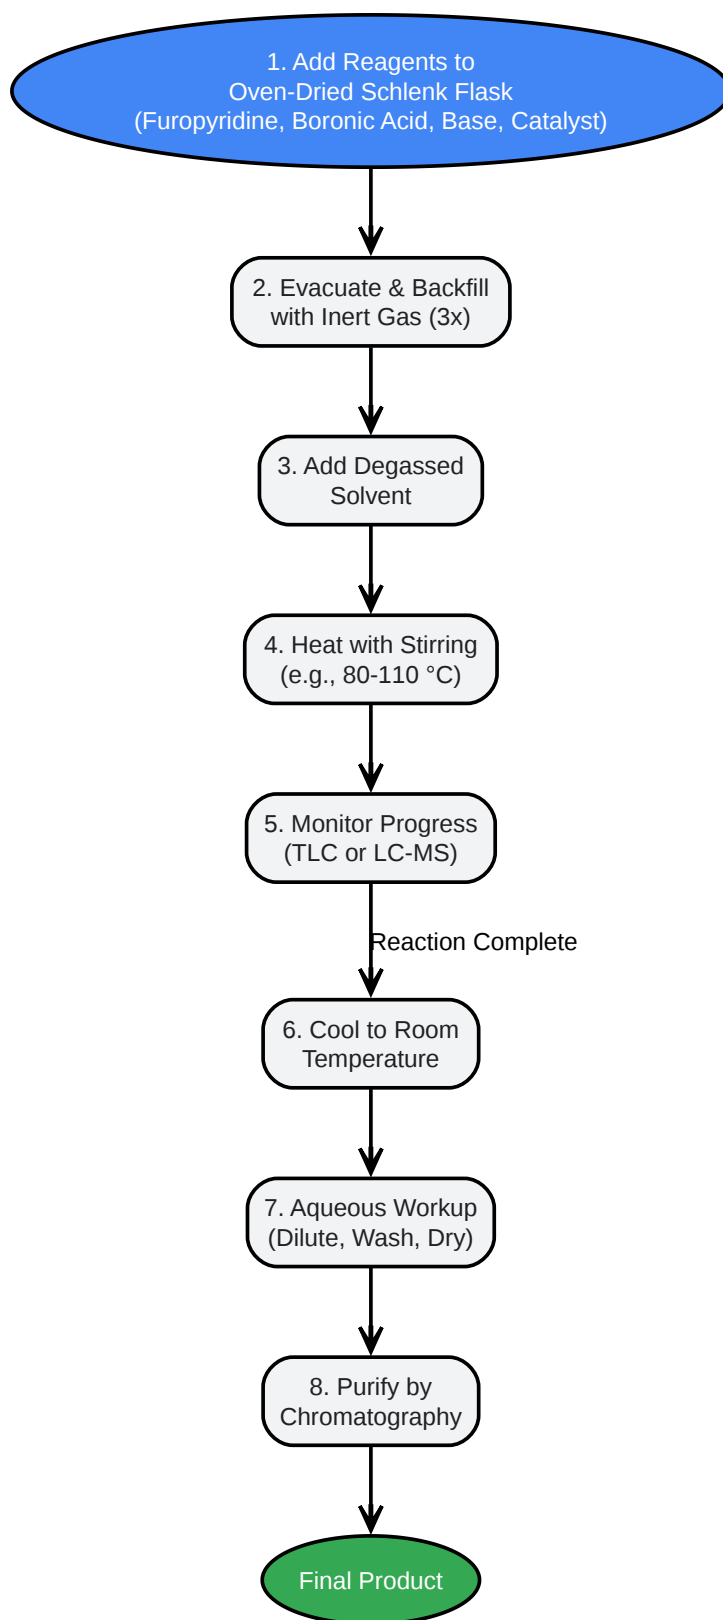 1. Add Reagents to
Oven-Dried Schlenk Flask
(Furopyridine, Boronic Acid, Base, Catalyst)
2. Evacuate & Backfill
with Inert Gas (3x)
3. Add Degassed
Solvent
4. Heat with Stirring
(e.g., 80-110 °C)
5. Monitor Progress
(TLC or LC-MS)
Reaction Complete
6. Cool to Room
Temperature
7. Aqueous Workup
(Dilute, Wash, Dry)
8. Purify by
Chromatography
Final Product